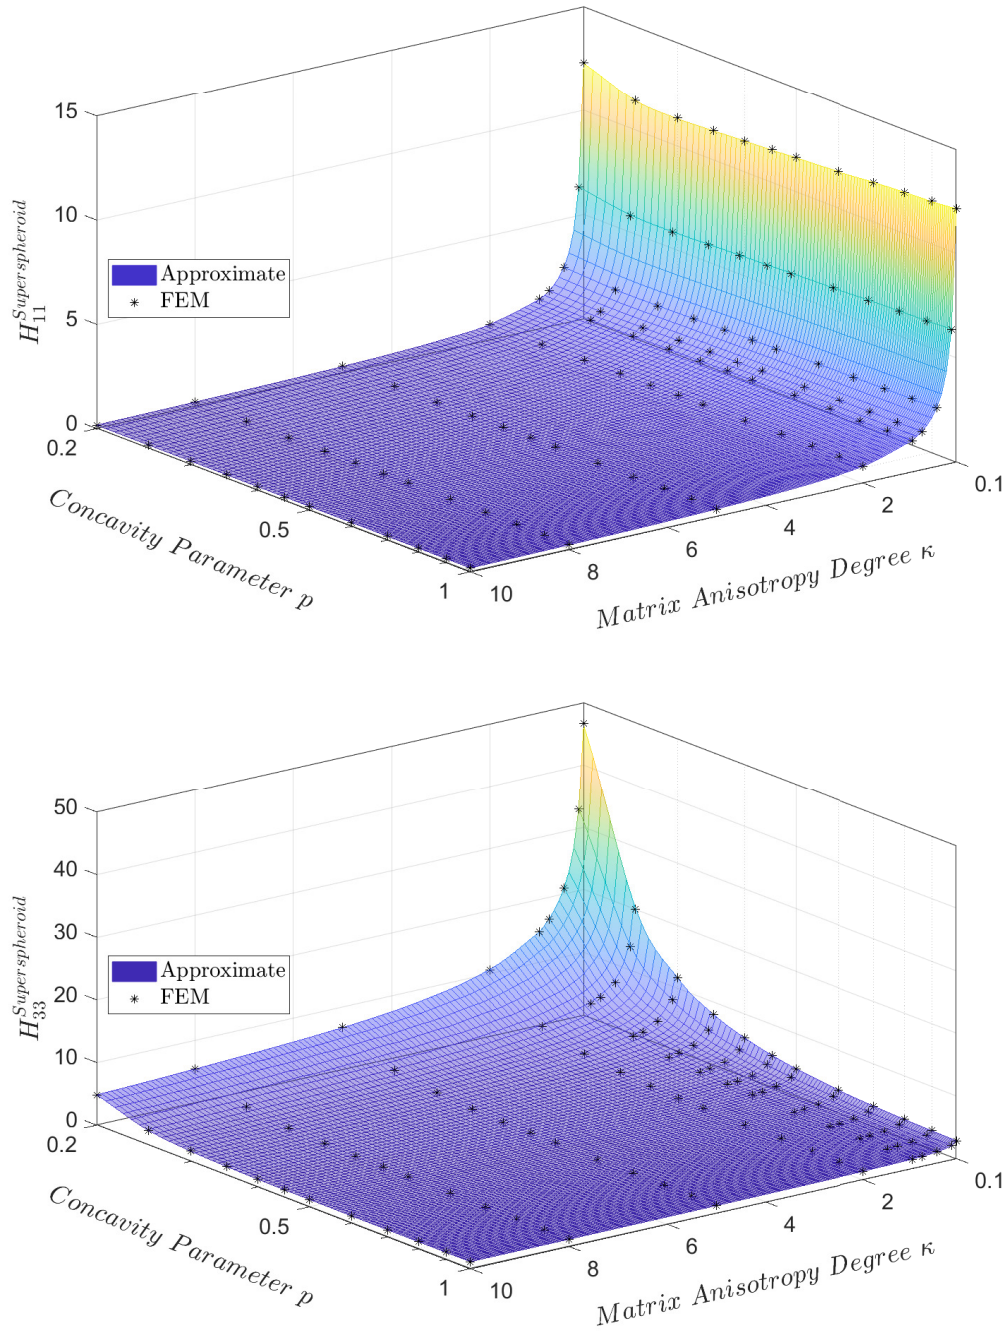 15
10
5
0
H_{11}^{Superspheroid}
Approximate
FEM
0.2
0.5
1
Concavity Parameter p
10
8
6
4
2
0.1
Matrix Anisotropy Degree κ
50
40
30
20
10
0
H_{33}^{Superspheroid}
Approximate
FEM
0.2
0.5
1
Concavity Parameter p
10
8
6
4
2
0.1
Matrix Anisotropy Degree κ